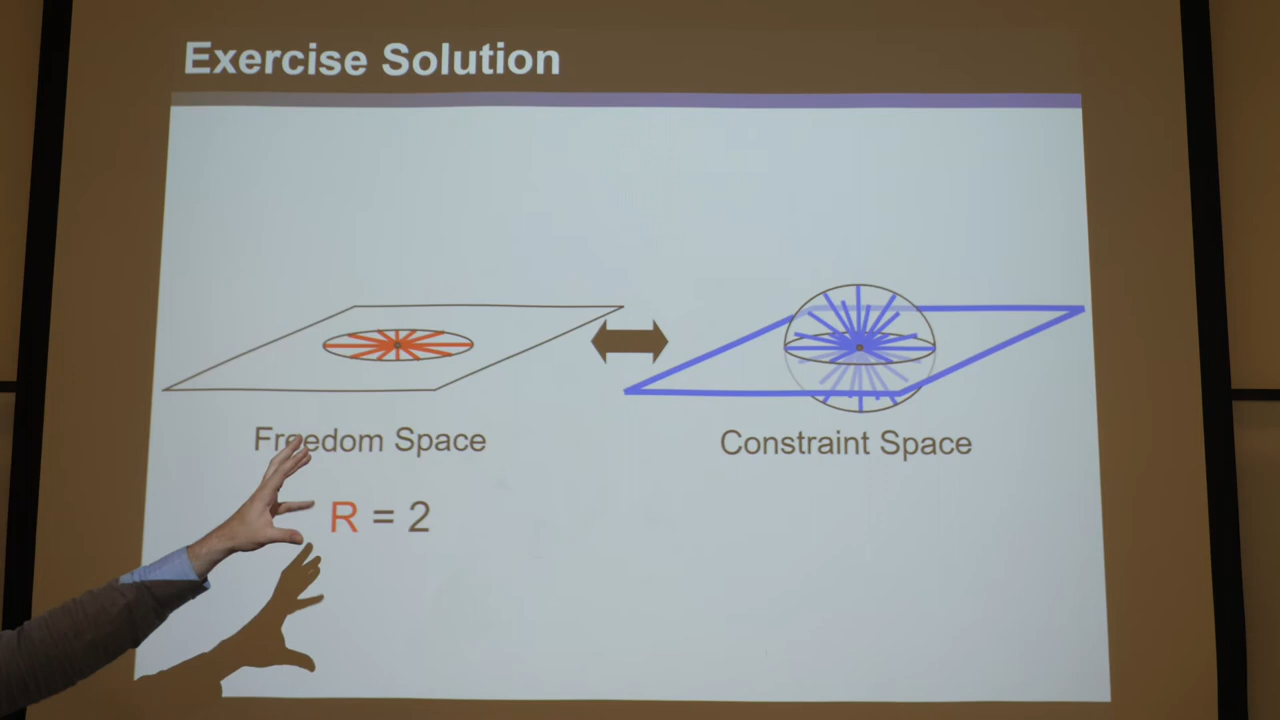 Exercise Solution
Freedom Space
Constraint Space
R = 2